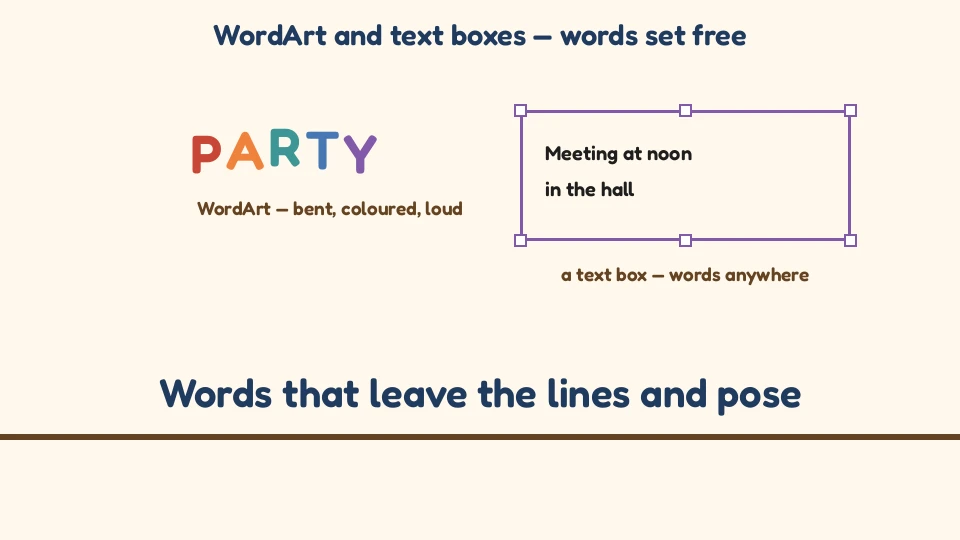 WordArt and text boxes — words set free
PARTY
WordArt — bent, coloured, loud
Meeting at noon
in the hall
a text box — words anywhere
Words that leave the lines and pose